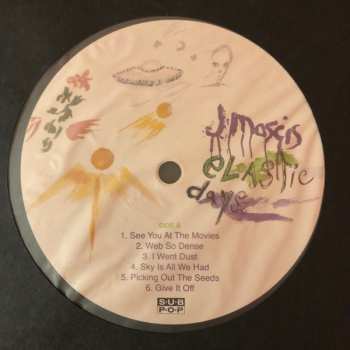 J Mascis
elastic
days
side a
1. See You At The Movies
2. Web So Dense
3. I Went Dust
4. Sky Is All We Had
5. Picking Out The Seeds
6. Give It Off
SUB
POP